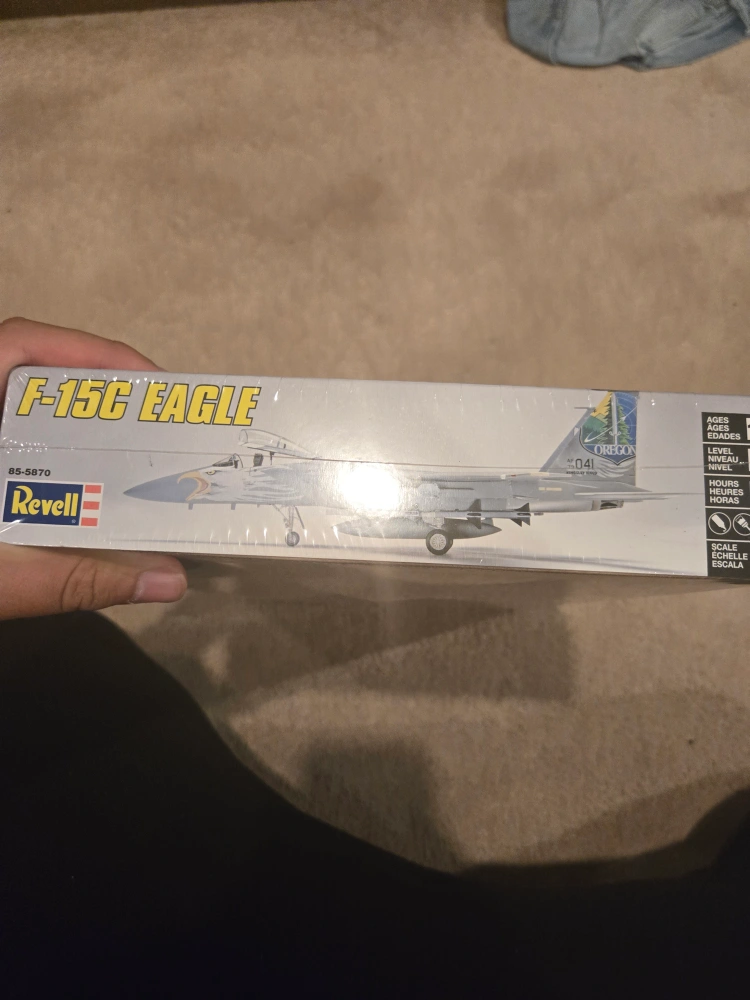 F-15C EAGLE
85-5870
Revell
OREGON
041
AGES
ÂGES
EDADES
LEVEL
NIVEAU
NIVEL
HOURS
HEURES
HORAS
SCALE
ÉCHELLE
ESCALA